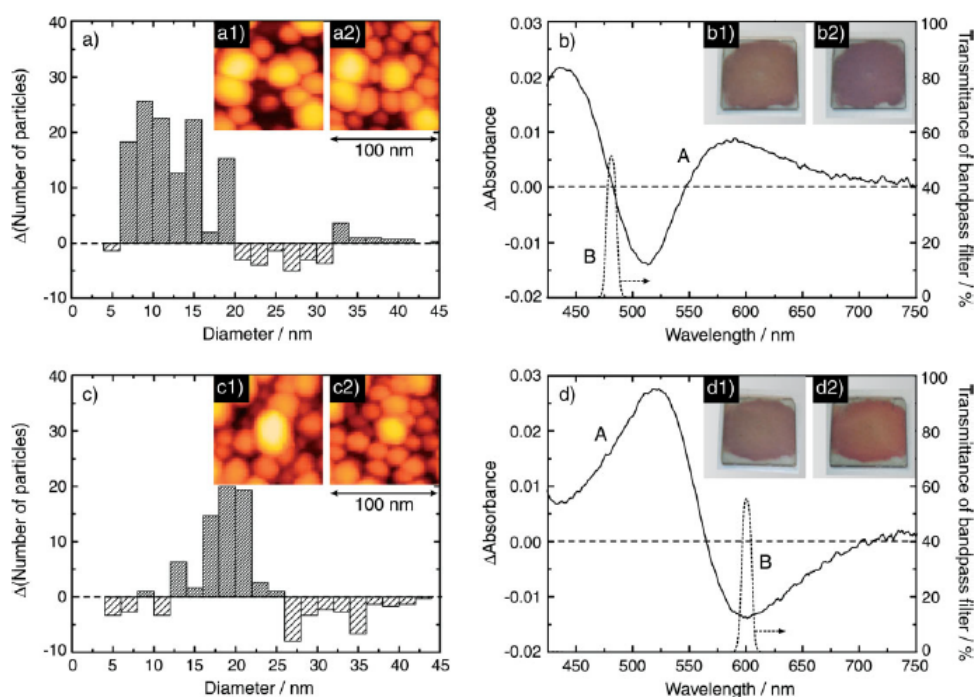 a)
a1)
a2)
100 nm
40
30
20
10
0
-10
Δ(Number of particles)
0 5 10 15 20 25 30 35 40 45
Diameter / nm
b)
b1)
b2)
A
B
0.03
0.02
0.01
0.00
-0.01
-0.02
ΔAbsorbance
100
80
60
40
20
0
Transmittance of bandpass filter / %
450 500 550 600 650 700 750
Wavelength / nm
c)
c1)
c2)
100 nm
40
30
20
10
0
-10
Δ(Number of particles)
0 5 10 15 20 25 30 35 40 45
Diameter / nm
d)
d1)
d2)
A
B
0.03
0.02
0.01
0.00
-0.01
-0.02
ΔAbsorbance
100
80
60
40
20
0
Transmittance of bandpass filter / %
450 500 550 600 650 700 750
Wavelength / nm